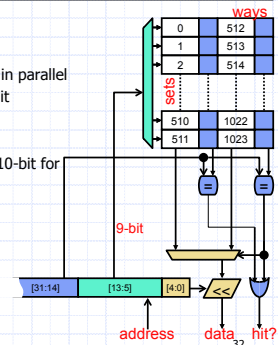 ways
0 512
1 513
2 514
in parallel
it
sets
510 1022
511 1023
10-bit for
= =
9-bit
[31:14] [13:5] [4:0] <<
address data hit?
32